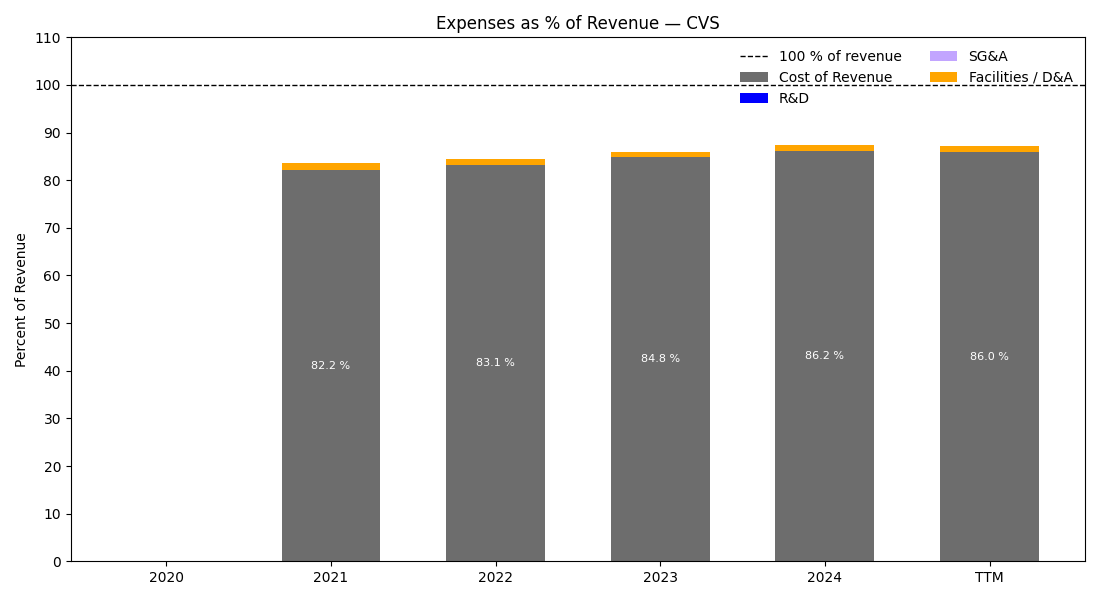 Expenses as % of Revenue — CVS
110
100
90
80
70
60
50
40
30
20
10
0
Percent of Revenue
100 % of revenue
Cost of Revenue
R&D
SG&A
Facilities / D&A
82.2 %
83.1 %
84.8 %
86.2 %
86.0 %
2020 2021 2022 2023 2024 TTM